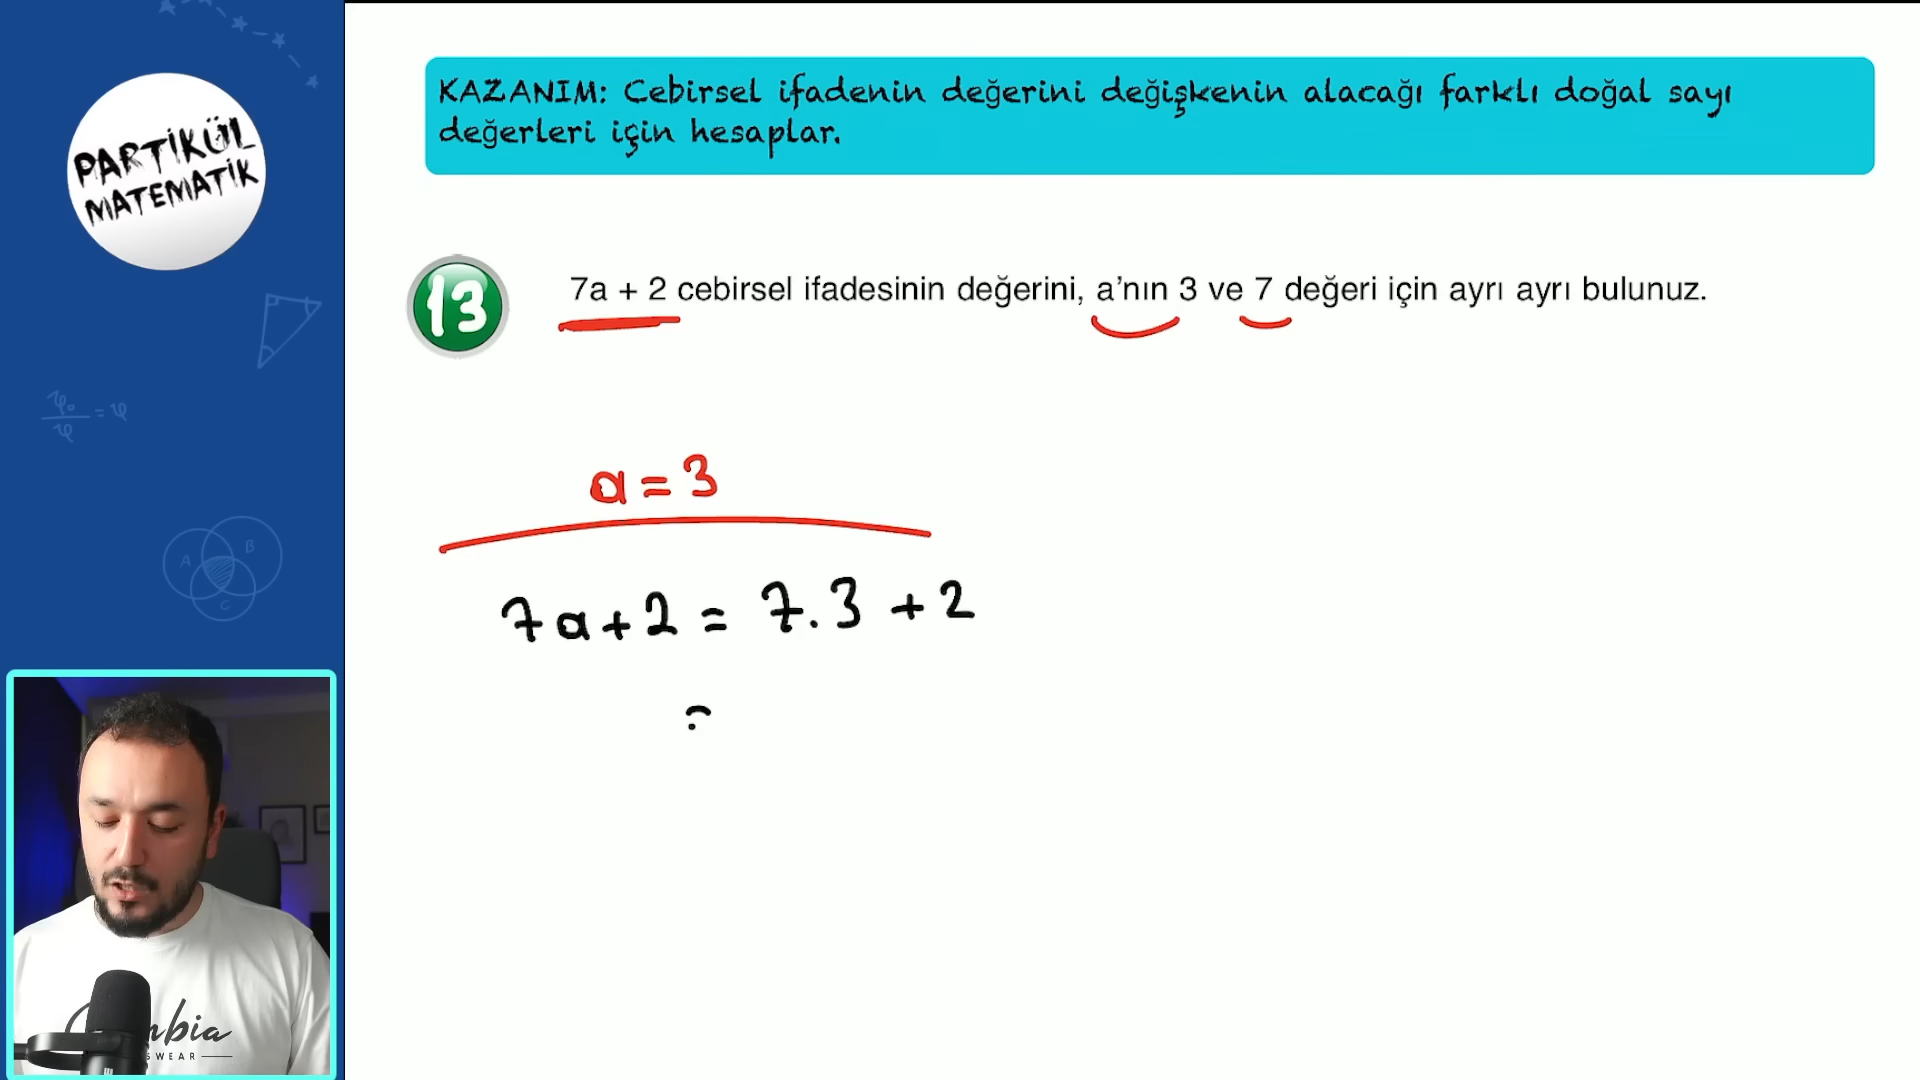 PARTİKÜL
MATEMATİK
KAZANIM: Cebirsel ifadenin değerini değişkenin alacağı farklı doğal sayı
değerleri için hesaplar.
13
7a + 2 cebirsel ifadesinin değerini, a'nın 3 ve 7 değeri için ayrı ayrı bulunuz.
a = 3
7a+2 = 7.3 +2
=
A B
C